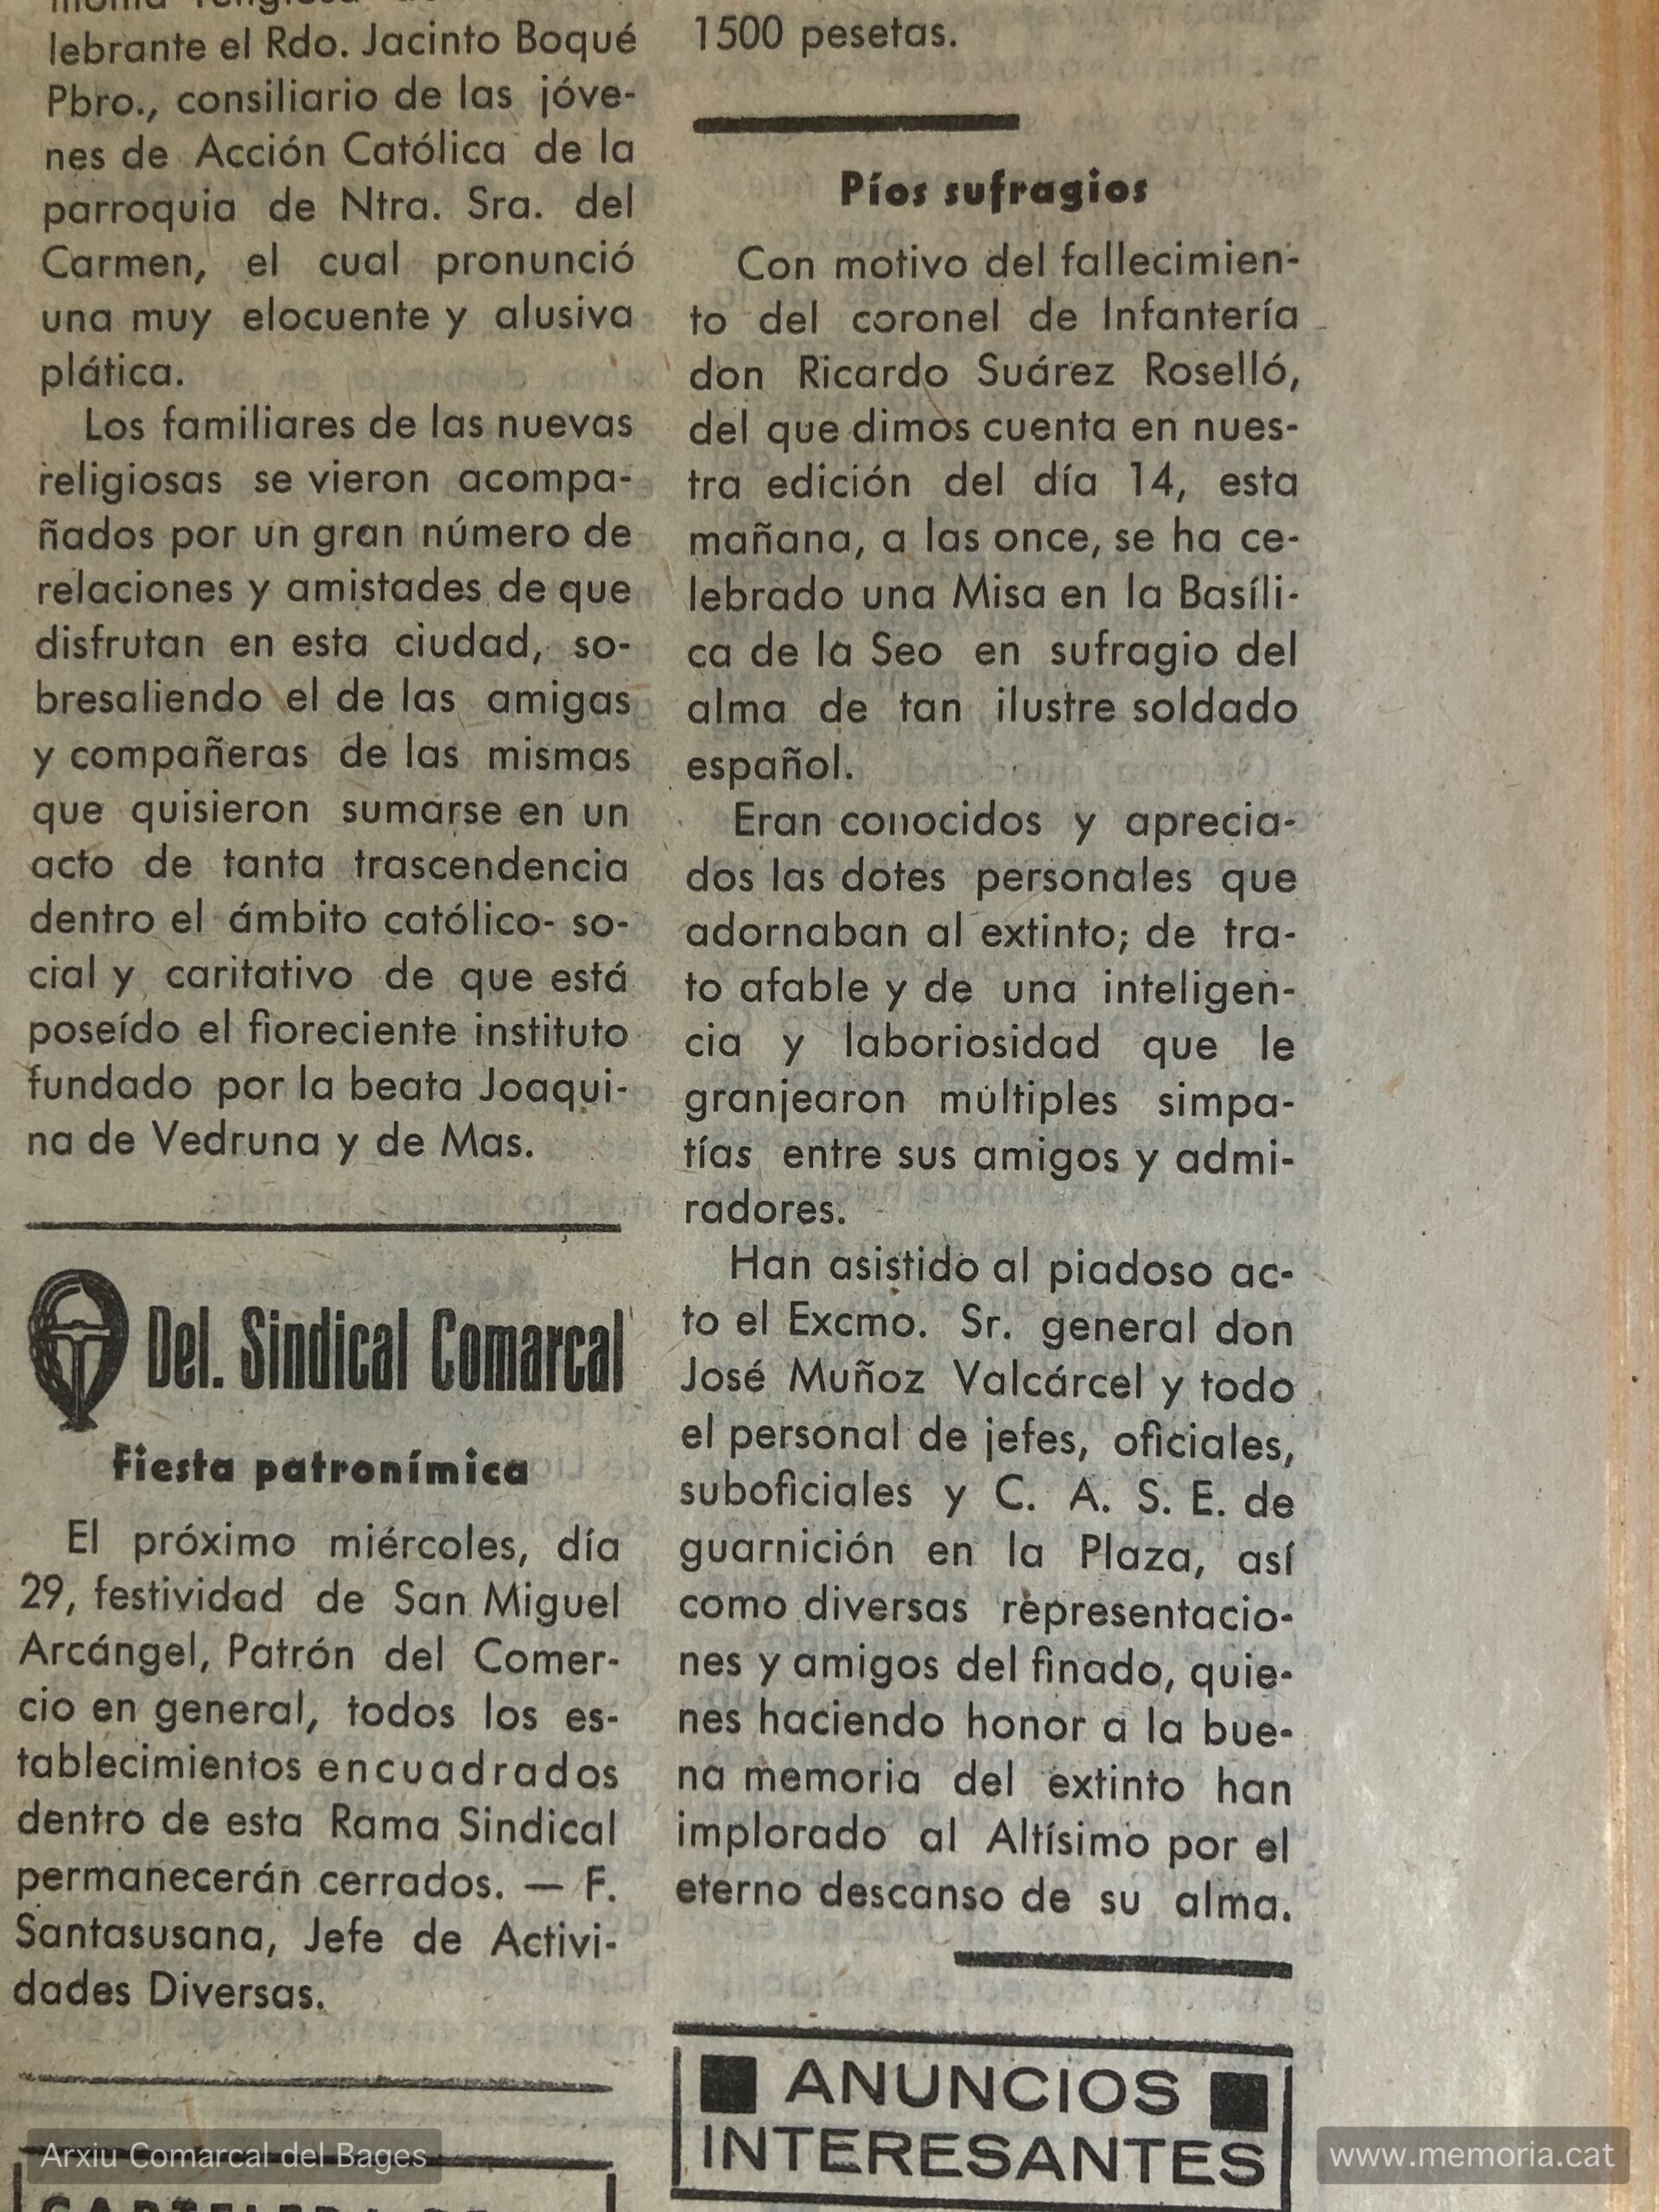 lebrante el Rdo. Jacinto Boqué
Pbro., consiliario de las jóve-
nes de Acción Católica de la
parroquia de Ntra. Sra. del
Carmen, el cual pronunció
una muy elocuente y alusiva
plática.
Los familiares de las nuevas
religiosas se vieron acompa-
ñados por un gran número de
relaciones y amistades de que
disfrutan en esta ciudad, so-
bresaliendo el de las amigas
y compañeras de las mismas
que quisieron sumarse en un
acto de tanta trascendencia
dentro el ámbito católico- so-
cial y caritativo de que está
poseído el fioreciente instituto
fundado por la beata Joaqui-
na de Vedruna y de Mas.
Del. Sindical Comarcal
Fiesta patronímica
El próximo miércoles, día
29, festividad de San Miguel
Arcángel, Patrón del Comer-
cio en general, todos los es-
tablecimientos encuadrados
dentro de esta Rama Sindical
permanecerán cerrados. — F.
Santasusana, Jefe de Activi-
dades Diversas.
1500 pesetas.
Píos sufragios
Con motivo del fallecimien-
to del coronel de Infantería
don Ricardo Suárez Roselló,
del que dimos cuenta en nues-
tra edición del día 14, esta
mañana, a las once, se ha ce-
lebrado una Misa en la Basíli-
ca de la Seo en sufragio del
alma de tan ilustre soldado
español.
Eran conocidos y aprecia-
dos las dotes personales que
adornaban al extinto; de tra-
to afable y de una inteligen-
cia y laboriosidad que le
granjearon múltiples simpa-
tías entre sus amigos y admi-
radores.
Han asistido al piadoso ac-
to el Excmo. Sr. general don
José Muñoz Valcárcel y todo
el personal de jefes, oficiales,
suboficiales y C. A. S. E. de
guarnición en la Plaza, así
como diversas representacio-
nes y amigos del finado, quie-
nes haciendo honor a la bue-
na memoria del extinto han
implorado al Altísimo por el
eterno descanso de su alma.
ANUNCIOS
INTERESANTES
Arxiu Comarcal del Bages
www.memoria.cat